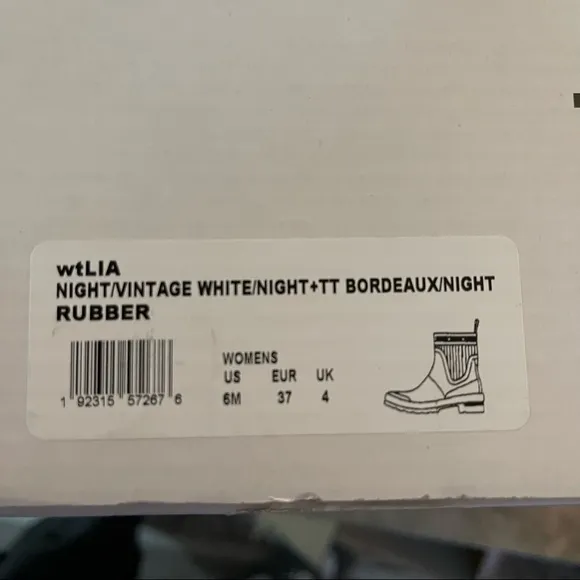 wtLIA
NIGHT/VINTAGE WHITE/NIGHT+TT BORDEAUX/NIGHT
RUBBER
WOMENS
US EUR UK
6M 37 4
1 92315 57267 6